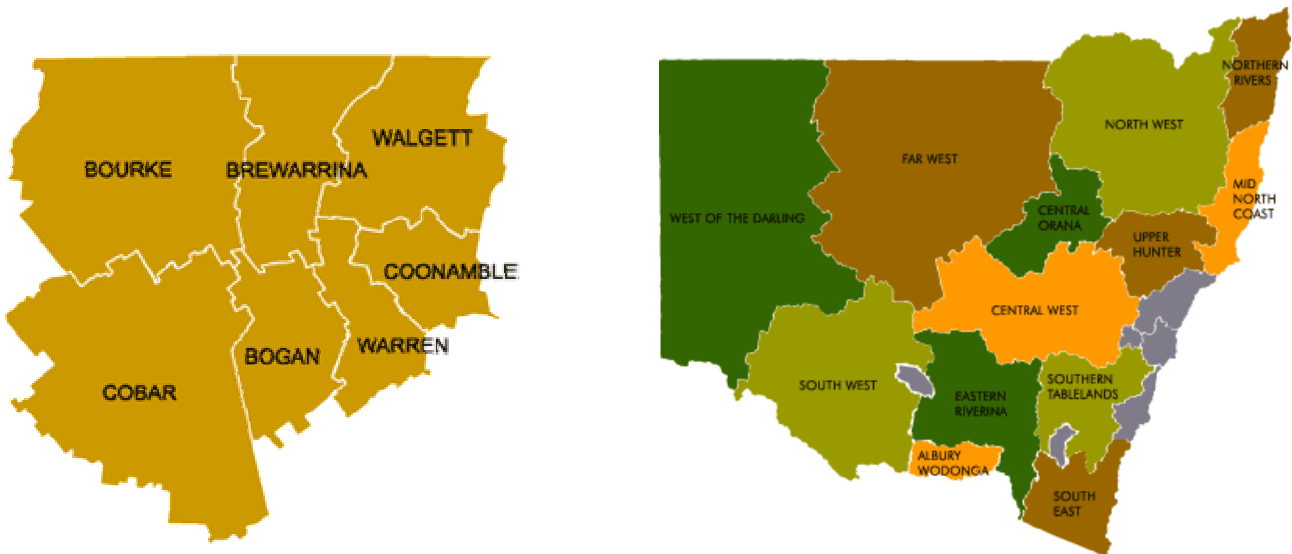 WALGETT
BOURKE
BREWARRINA
COONAMBLE
WARREN
BOGAN
COBAR
NORTHERN
RIVERS
NORTH WEST
FAR WEST
MID
NORTH
COAST
WEST OF THE DARLING
CENTRAL
ORANA
UPPER
HUNTER
CENTRAL WEST
SOUTH WEST
SOUTHERN
TABLELANDS
EASTERN
RIVERINA
ALBURY
WODONGA
SOUTH
EAST